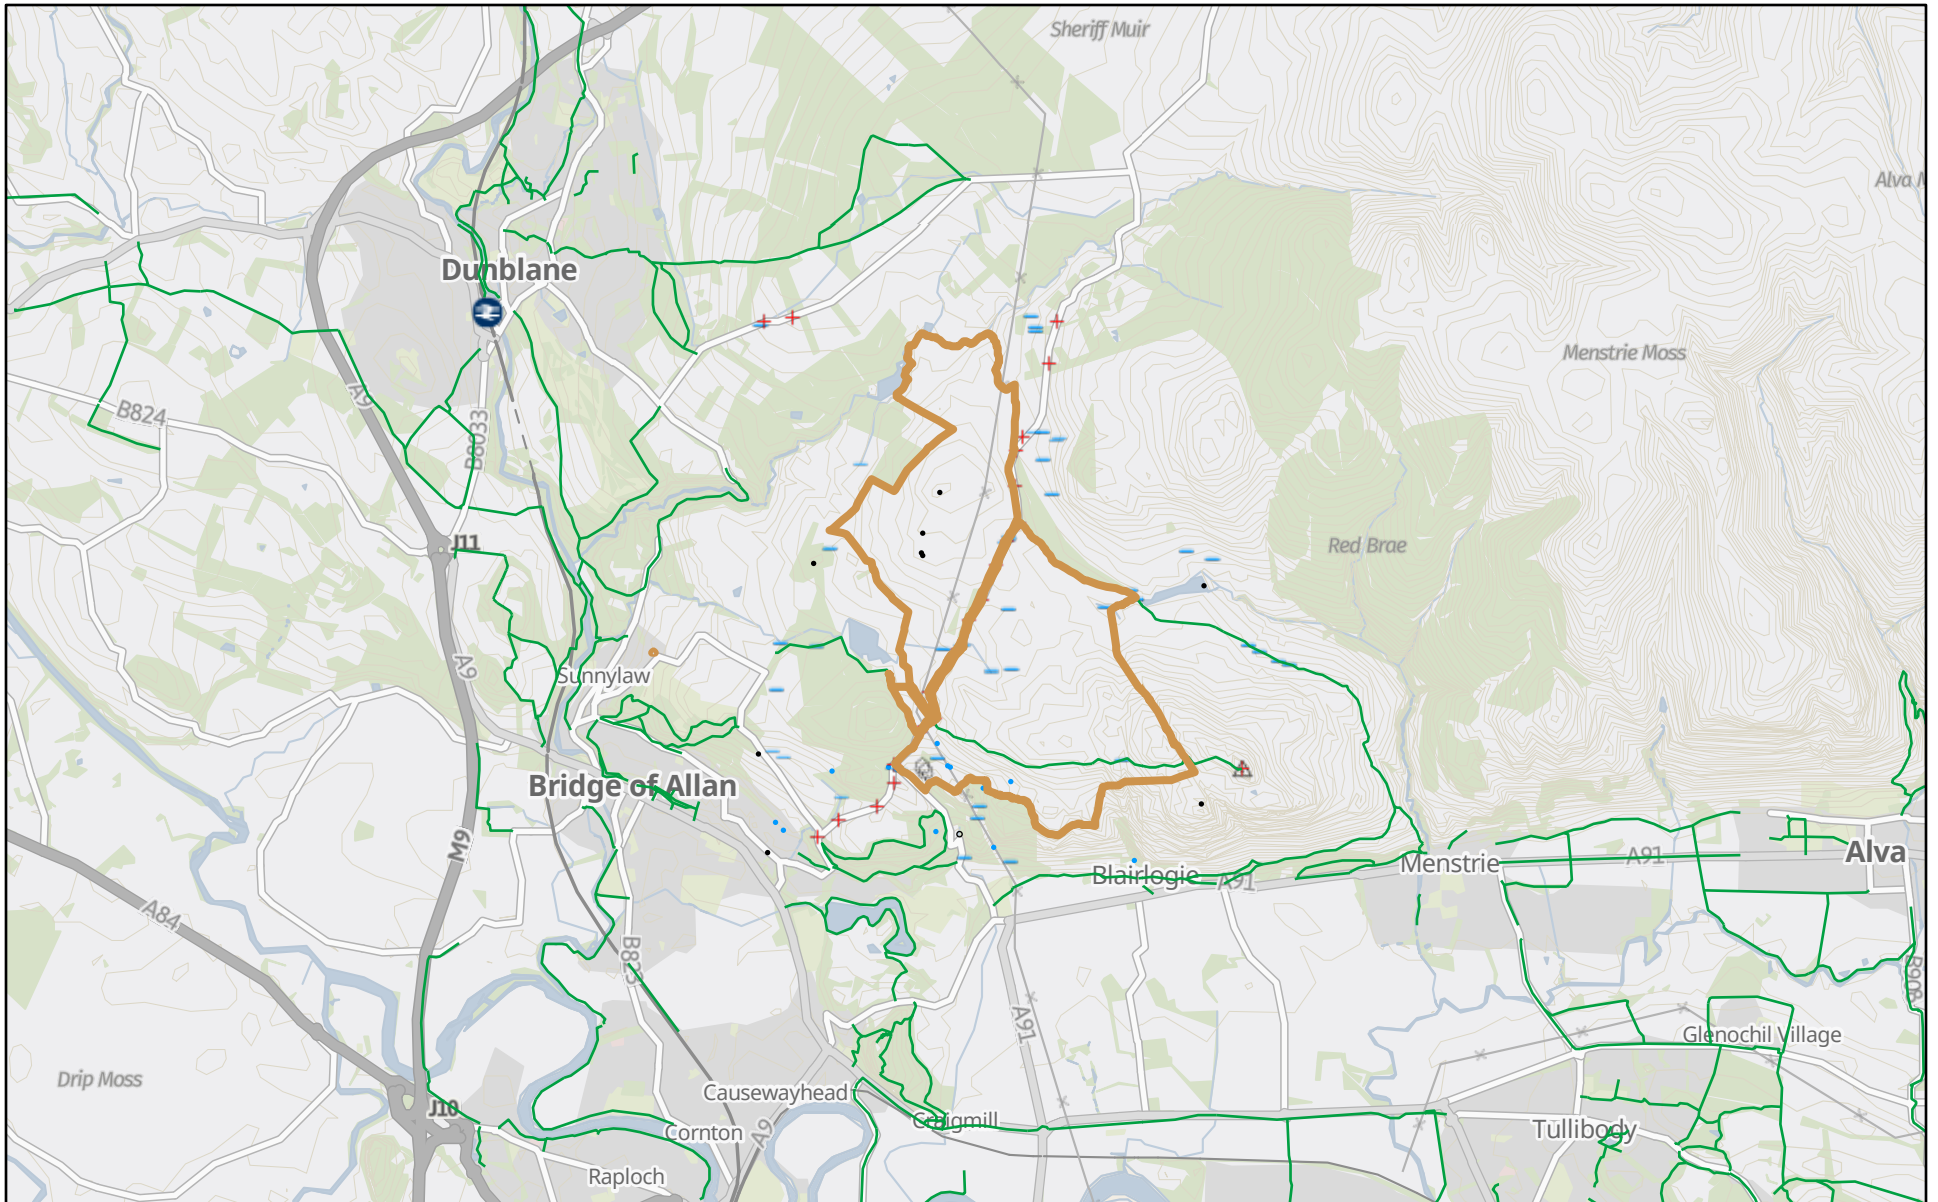 Sheriff Muir
Alva M
Dunblane
Menstrie Moss
A9
B824
B8033
J11
Red Brae
A9
Sunnylaw
Bridge of Allan
M9
A91
Alva
Menstrie
Blairlogie
A91
A84
B823
B908
A91
Glenochil Village
Drip Moss
Causewayhead
J10
Craigmill
Cornton
A9
Tullibody
Raploch